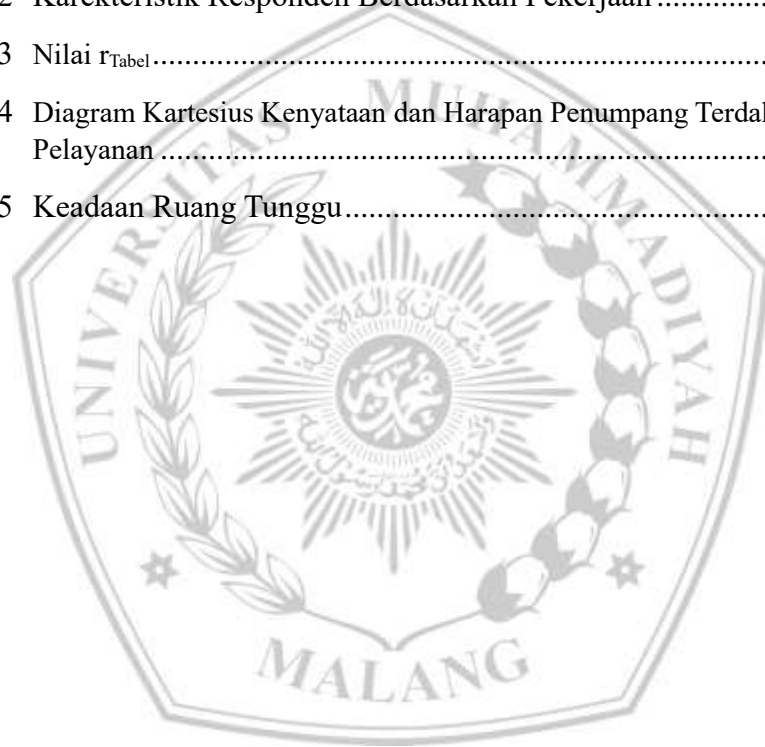 2 Karekteristik Responden Berdasarkan Pekerjaan ..............
3 Nilai rTabel ....................................................................................
4 Diagram Kartesius Kenyataan dan Harapan Penumpang Terda
Pelayanan ..................................................................................
5 Keadaan Ruang Tunggu .........................................................
UNIVERSITAS MUHAMMADIYAH
MALANG